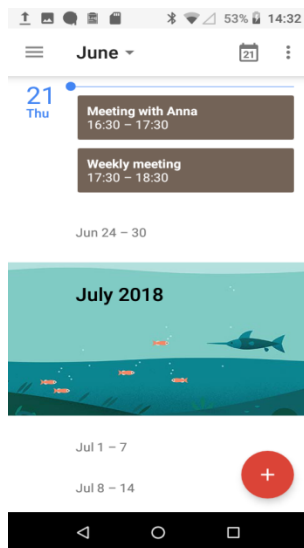 53% 14:32
June 21
21
Thu
Meeting with Anna
16:30 – 17:30
Weekly meeting
17:30 – 18:30
Jun 24 – 30
July 2018
Jul 1 – 7
Jul 8 – 14